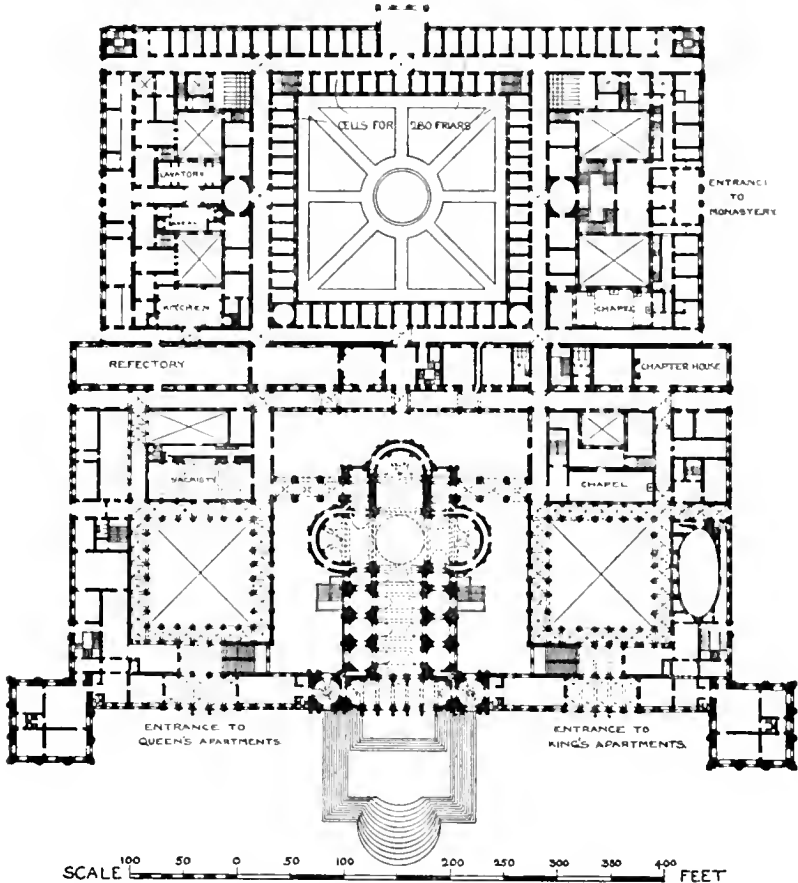 CELLS FOR 280 FRIARS
LAVATORY
ENTRANCE
TO
MONASTERY
KITCHEN
CHAPEL
REFECTORY
CHAPTER HOUSE
SACRISTY
CHAPEL
ENTRANCE TO
QUEEN'S APARTMENTS
ENTRANCE TO
KING'S APARTMENTS
SCALE 100 50 0 50 100 200 250 300 350 400 FEET